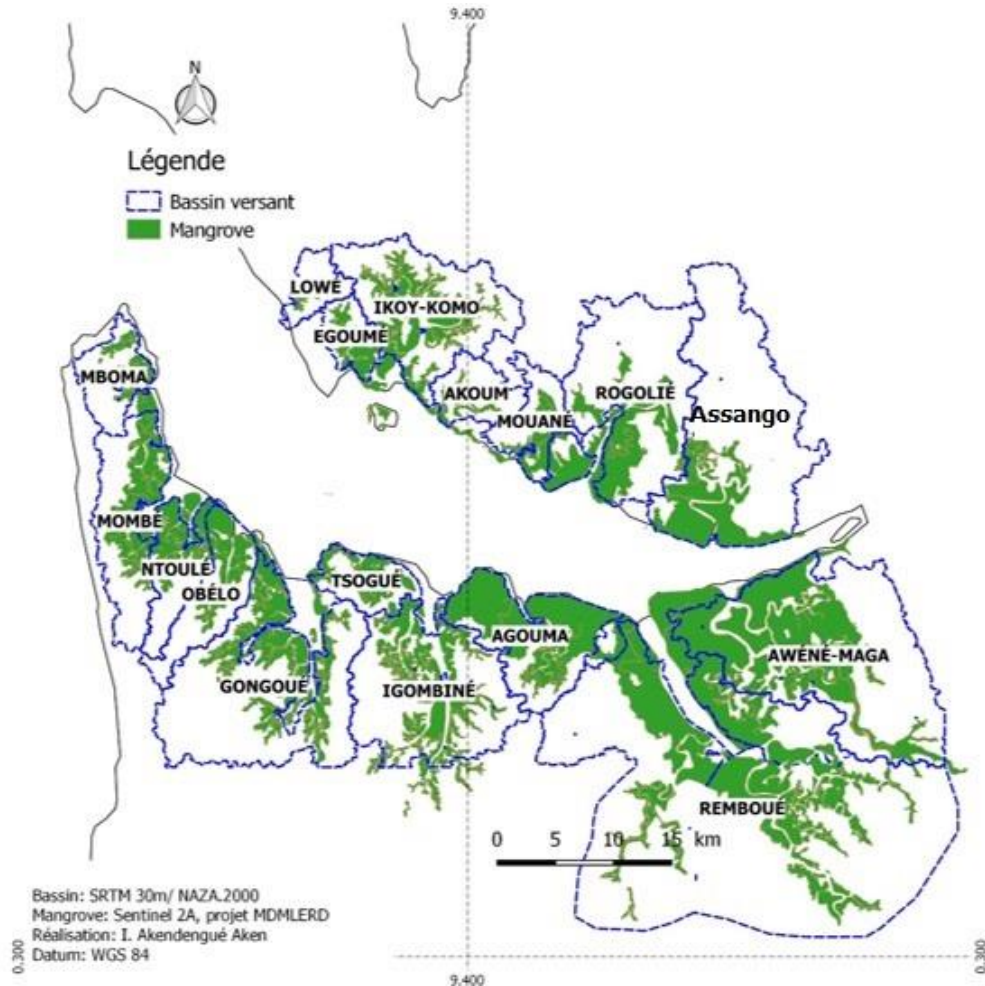 9.400
N
Légende
Bassin versant
Mangrove
LOWÉ
IKOY-KOMO
ÉGOUMÉ
MBOMA
AKOUM
ROGOLIÉ
MOUANÉ
Assango
MOMBÉ
NTOULÉ
OBÉLO
TSOGUÉ
AGOUMA
AWÉNÉ-MAGA
GONGOUÉ
IGOMBINÉ
REMBOUÉ
0 5 10 15 km
Bassin: SRTM 30m/ NAZA.2000
Mangrove: Sentinel 2A, projet MDMLERD
Réalisation: I. Akendengué Aken
Datum: WGS 84
0.300
0.300
9.400